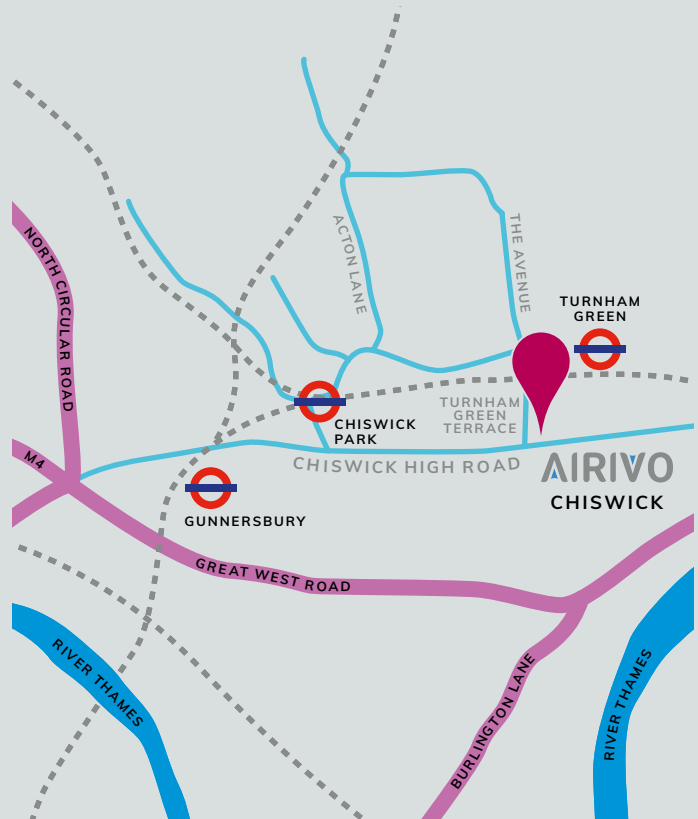 NORTH CIRCULAR ROAD
ACTON LANE
THE AVENUE
TURNHAM
GREEN
TURNHAM
GREEN
TERRACE
CHISWICK
PARK
M4
CHISWICK HIGH ROAD
AIRIVO
CHISWICK
GUNNERSBURY
GREAT WEST ROAD
RIVER THAMES
BURLINGTON LANE
RIVER THAMES